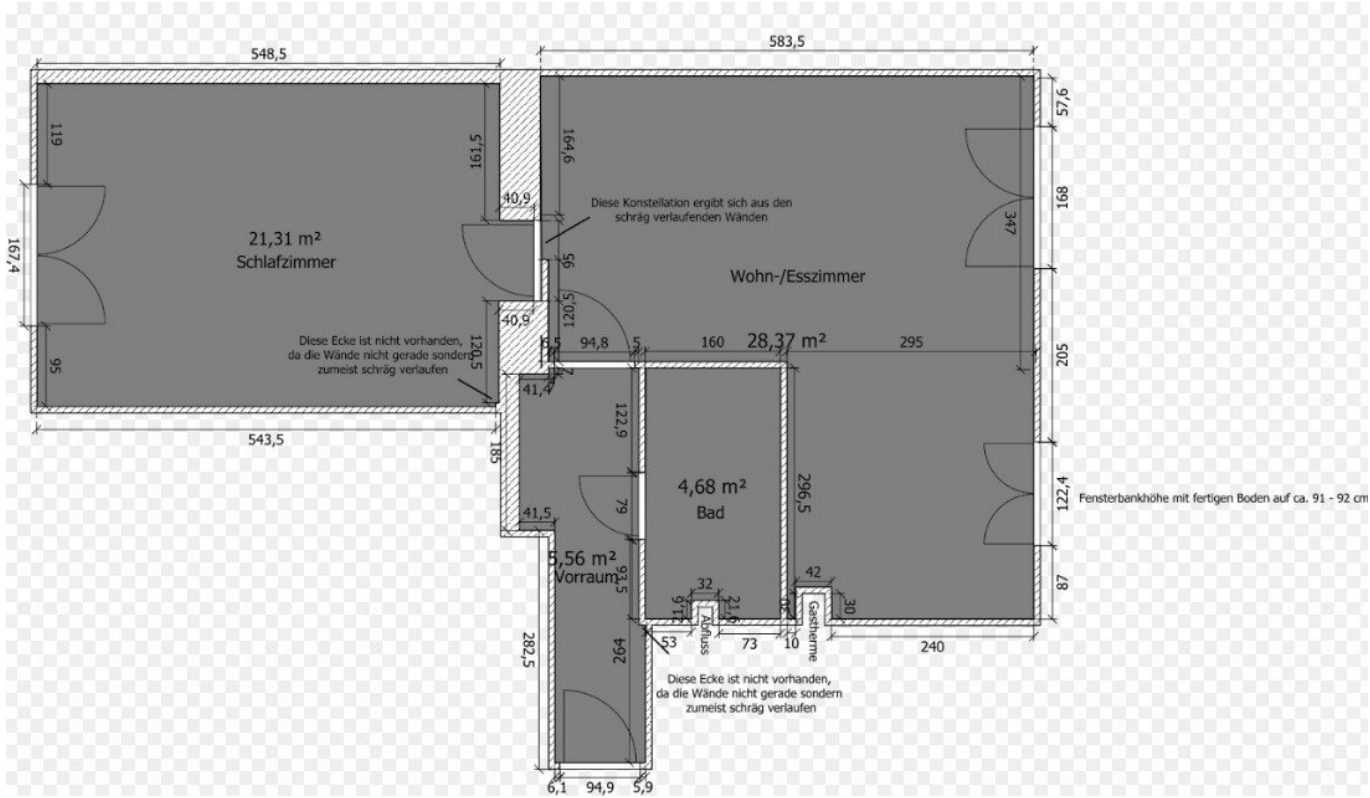 548,5
583,5
57,6
119
161,5
164,6
168
40,9
Diese Konstellation ergibt sich aus den
schräg verlaufenden Wänden
347
167,4
21,31 m²
Schlafzimmer
95
Wohn-/Esszimmer
120,5
40,9
Diese Ecke ist nicht vorhanden,
da die Wände nicht gerade sondern
zumeist schräg verlaufen
120,5
95
6,5
94,8
5
160
28,37 m²
295
205
7
41,4
543,5
185
122,9
296,5
4,68 m²
Bad
79
122,4
Fensterbankhöhe mit fertigen Boden auf ca. 91 - 92 cm
41,5
5,56 m²
Vorraum
93,5
32
21,6
21,6
42
30
30
87
Abfluss
Gastherme
53
73
10
240
282,5
294
Diese Ecke ist nicht vorhanden,
da die Wände nicht gerade sondern
zumeist schräg verlaufen
6,1
94,9
5,9